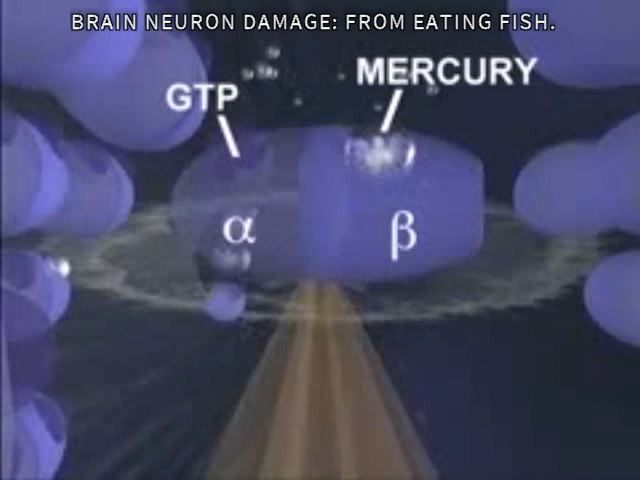 BRAIN NEURON DAMAGE: FROM EATING FISH.
MERCURY
GTP
α
β